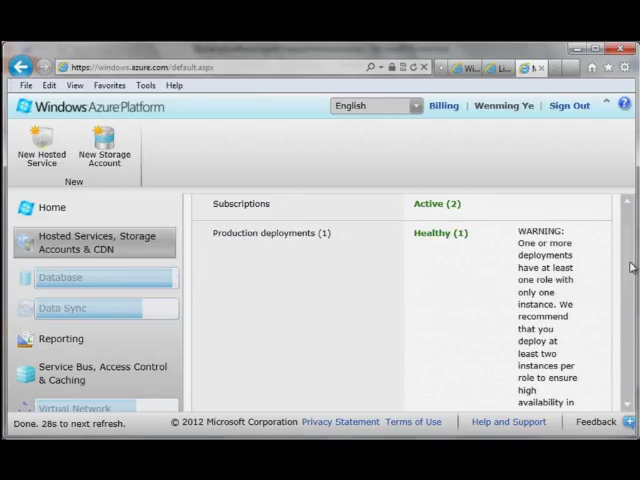 https://windows.azure.com/default.aspx
Wi...
Li...
File Edit View Favorites Tools Help
Windows Azure Platform
English Billing | Wenming Ye | Sign Out
New Hosted Service
New Storage Account
New
Home
Hosted Services, Storage
Accounts & CDN
Database
Data Sync
Reporting
Service Bus, Access Control
& Caching
Virtual Network
Subscriptions Active (2)
Production deployments (1) Healthy (1)
WARNING:
One or more
deployments
have at least
one role with
only one
instance. We
recommend
that you
deploy at
least two
instances per
role to ensure
high
availability in
Done. 28s to next refresh.
© 2012 Microsoft Corporation Privacy Statement Terms of Use | Help and Support | Feedback